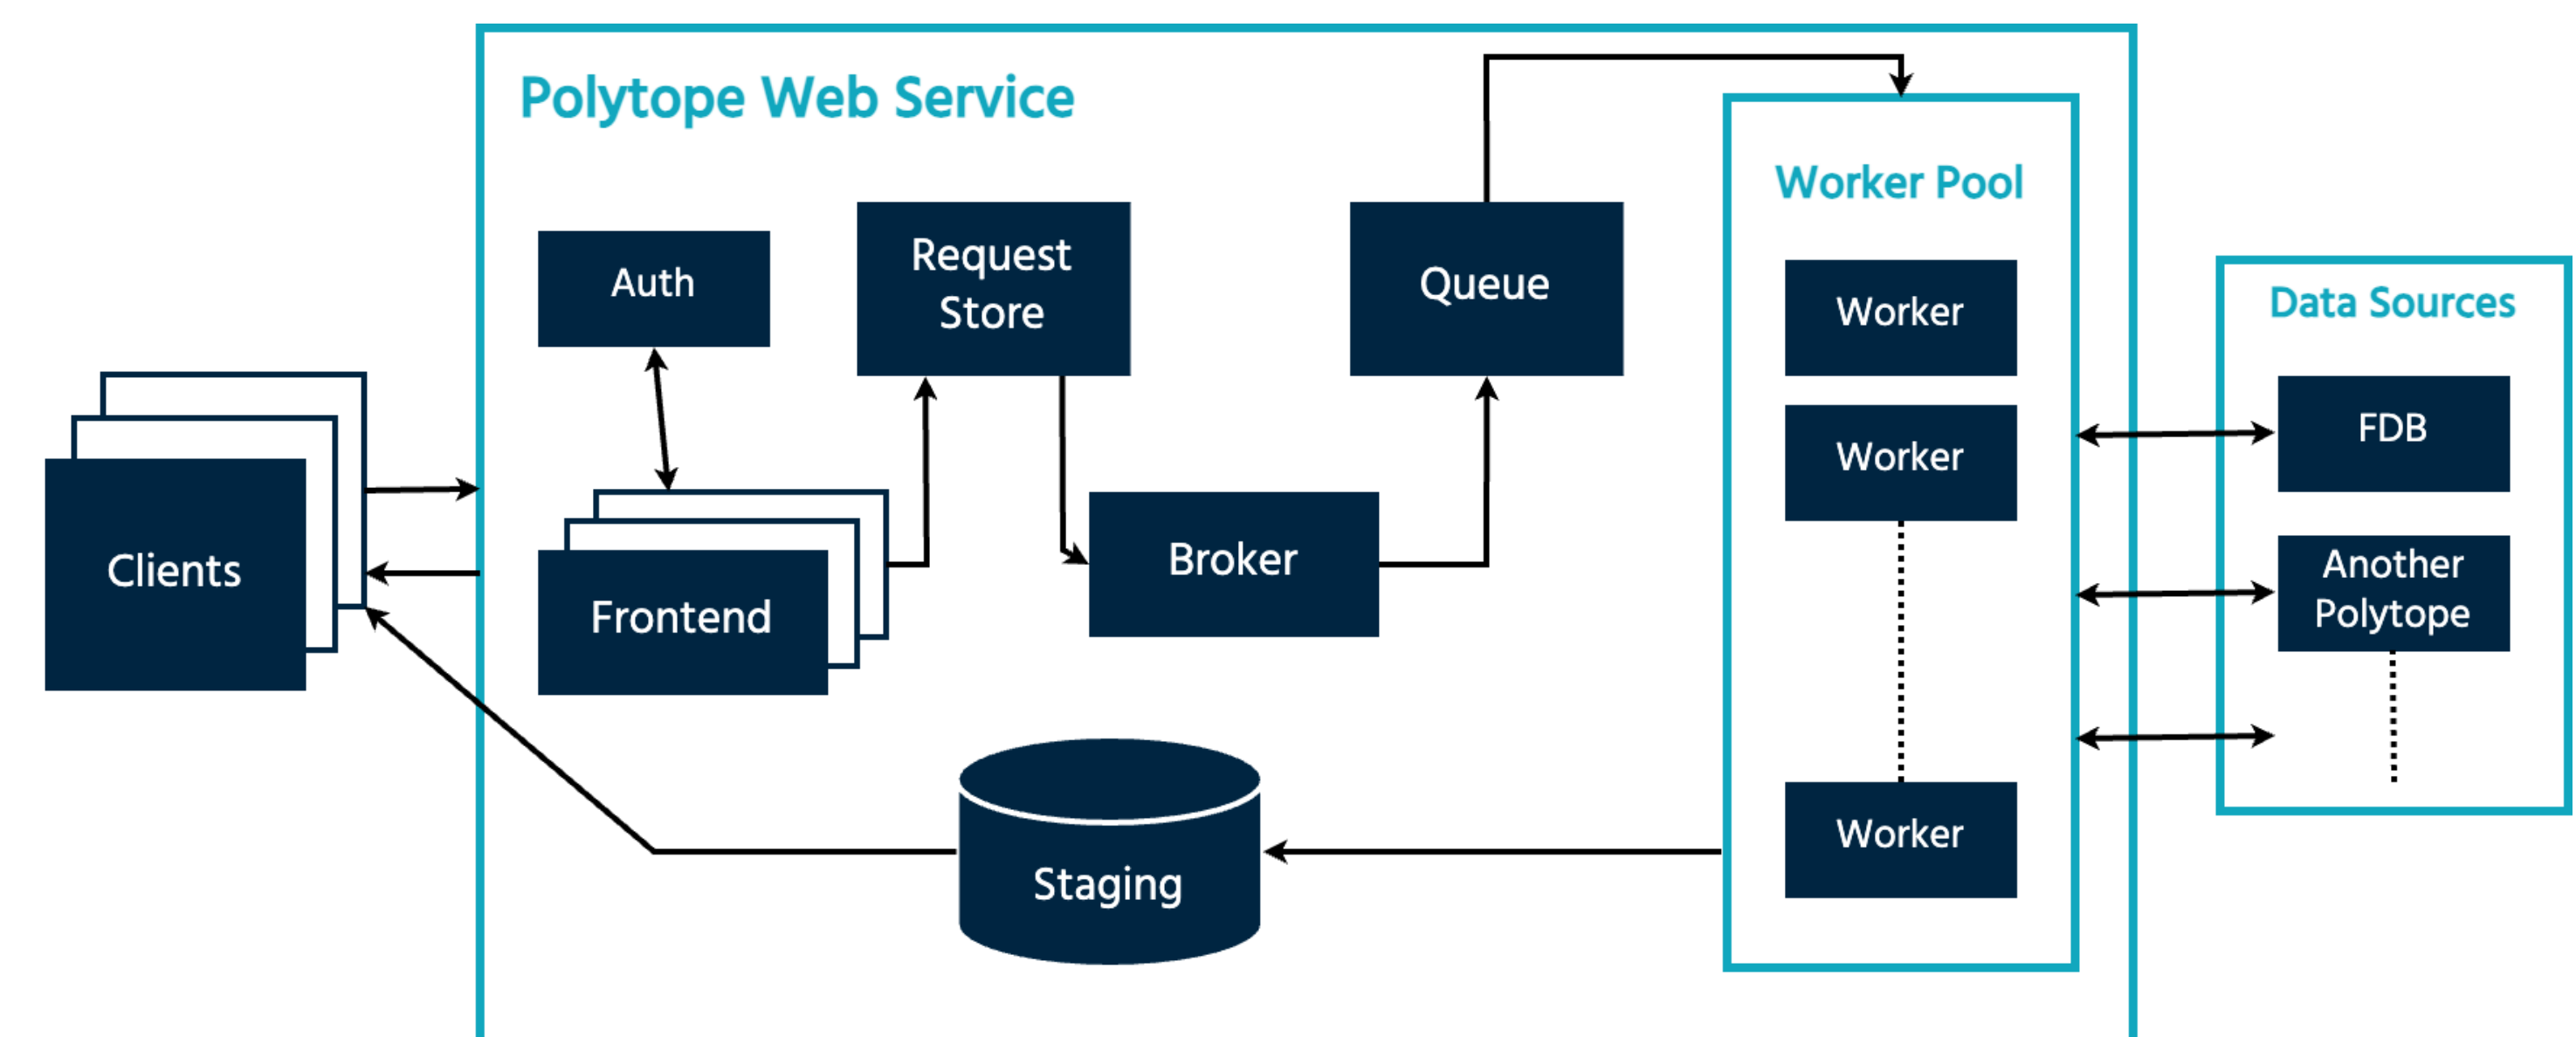 Polytope Web Service
Clients
Auth
Frontend
Request
Store
Broker
Queue
Staging
Worker Pool
Worker
Worker
Worker
Data Sources
FDB
Another
Polytope